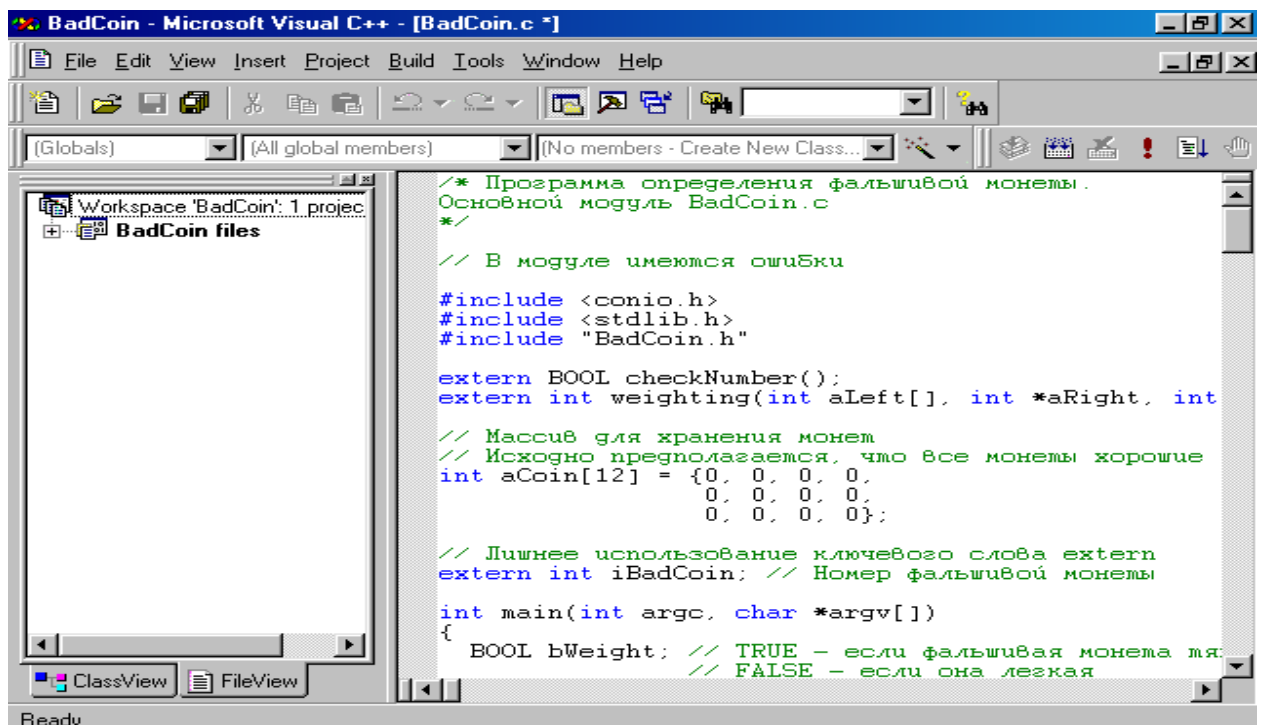 BadCoin - Microsoft Visual C++ - [BadCoin.c *]
File Edit View Insert Project Build Tools Window Help
(Globals) (All global members) (No members - Create New Class...
Workspace 'BadCoin': 1 projec
BadCoin files
/* Программа определения фальшивой монеты.
Основной модуль BadCoin.c
*/
// В модуле имеются ошибки
#include <conio.h>
#include <stdlib.h>
#include "BadCoin.h"
extern BOOL checkNumber();
extern int weighting(int aLeft[], int *aRight, int
// Массив для хранения монет
// Исходно предполагается, что все монеты хорошие
int aCoin[12] = {0, 0, 0, 0,
0, 0, 0, 0,
0, 0, 0, 0};
// Лишнее использование ключевого слова extern
extern int iBadCoin; // Номер фальшивой монеты
int main(int argc, char *argv[])
{
BOOL bWeight; // TRUE - если фальшивая монета тя
// FALSE - если она легкая
ClassView FileView
Ready